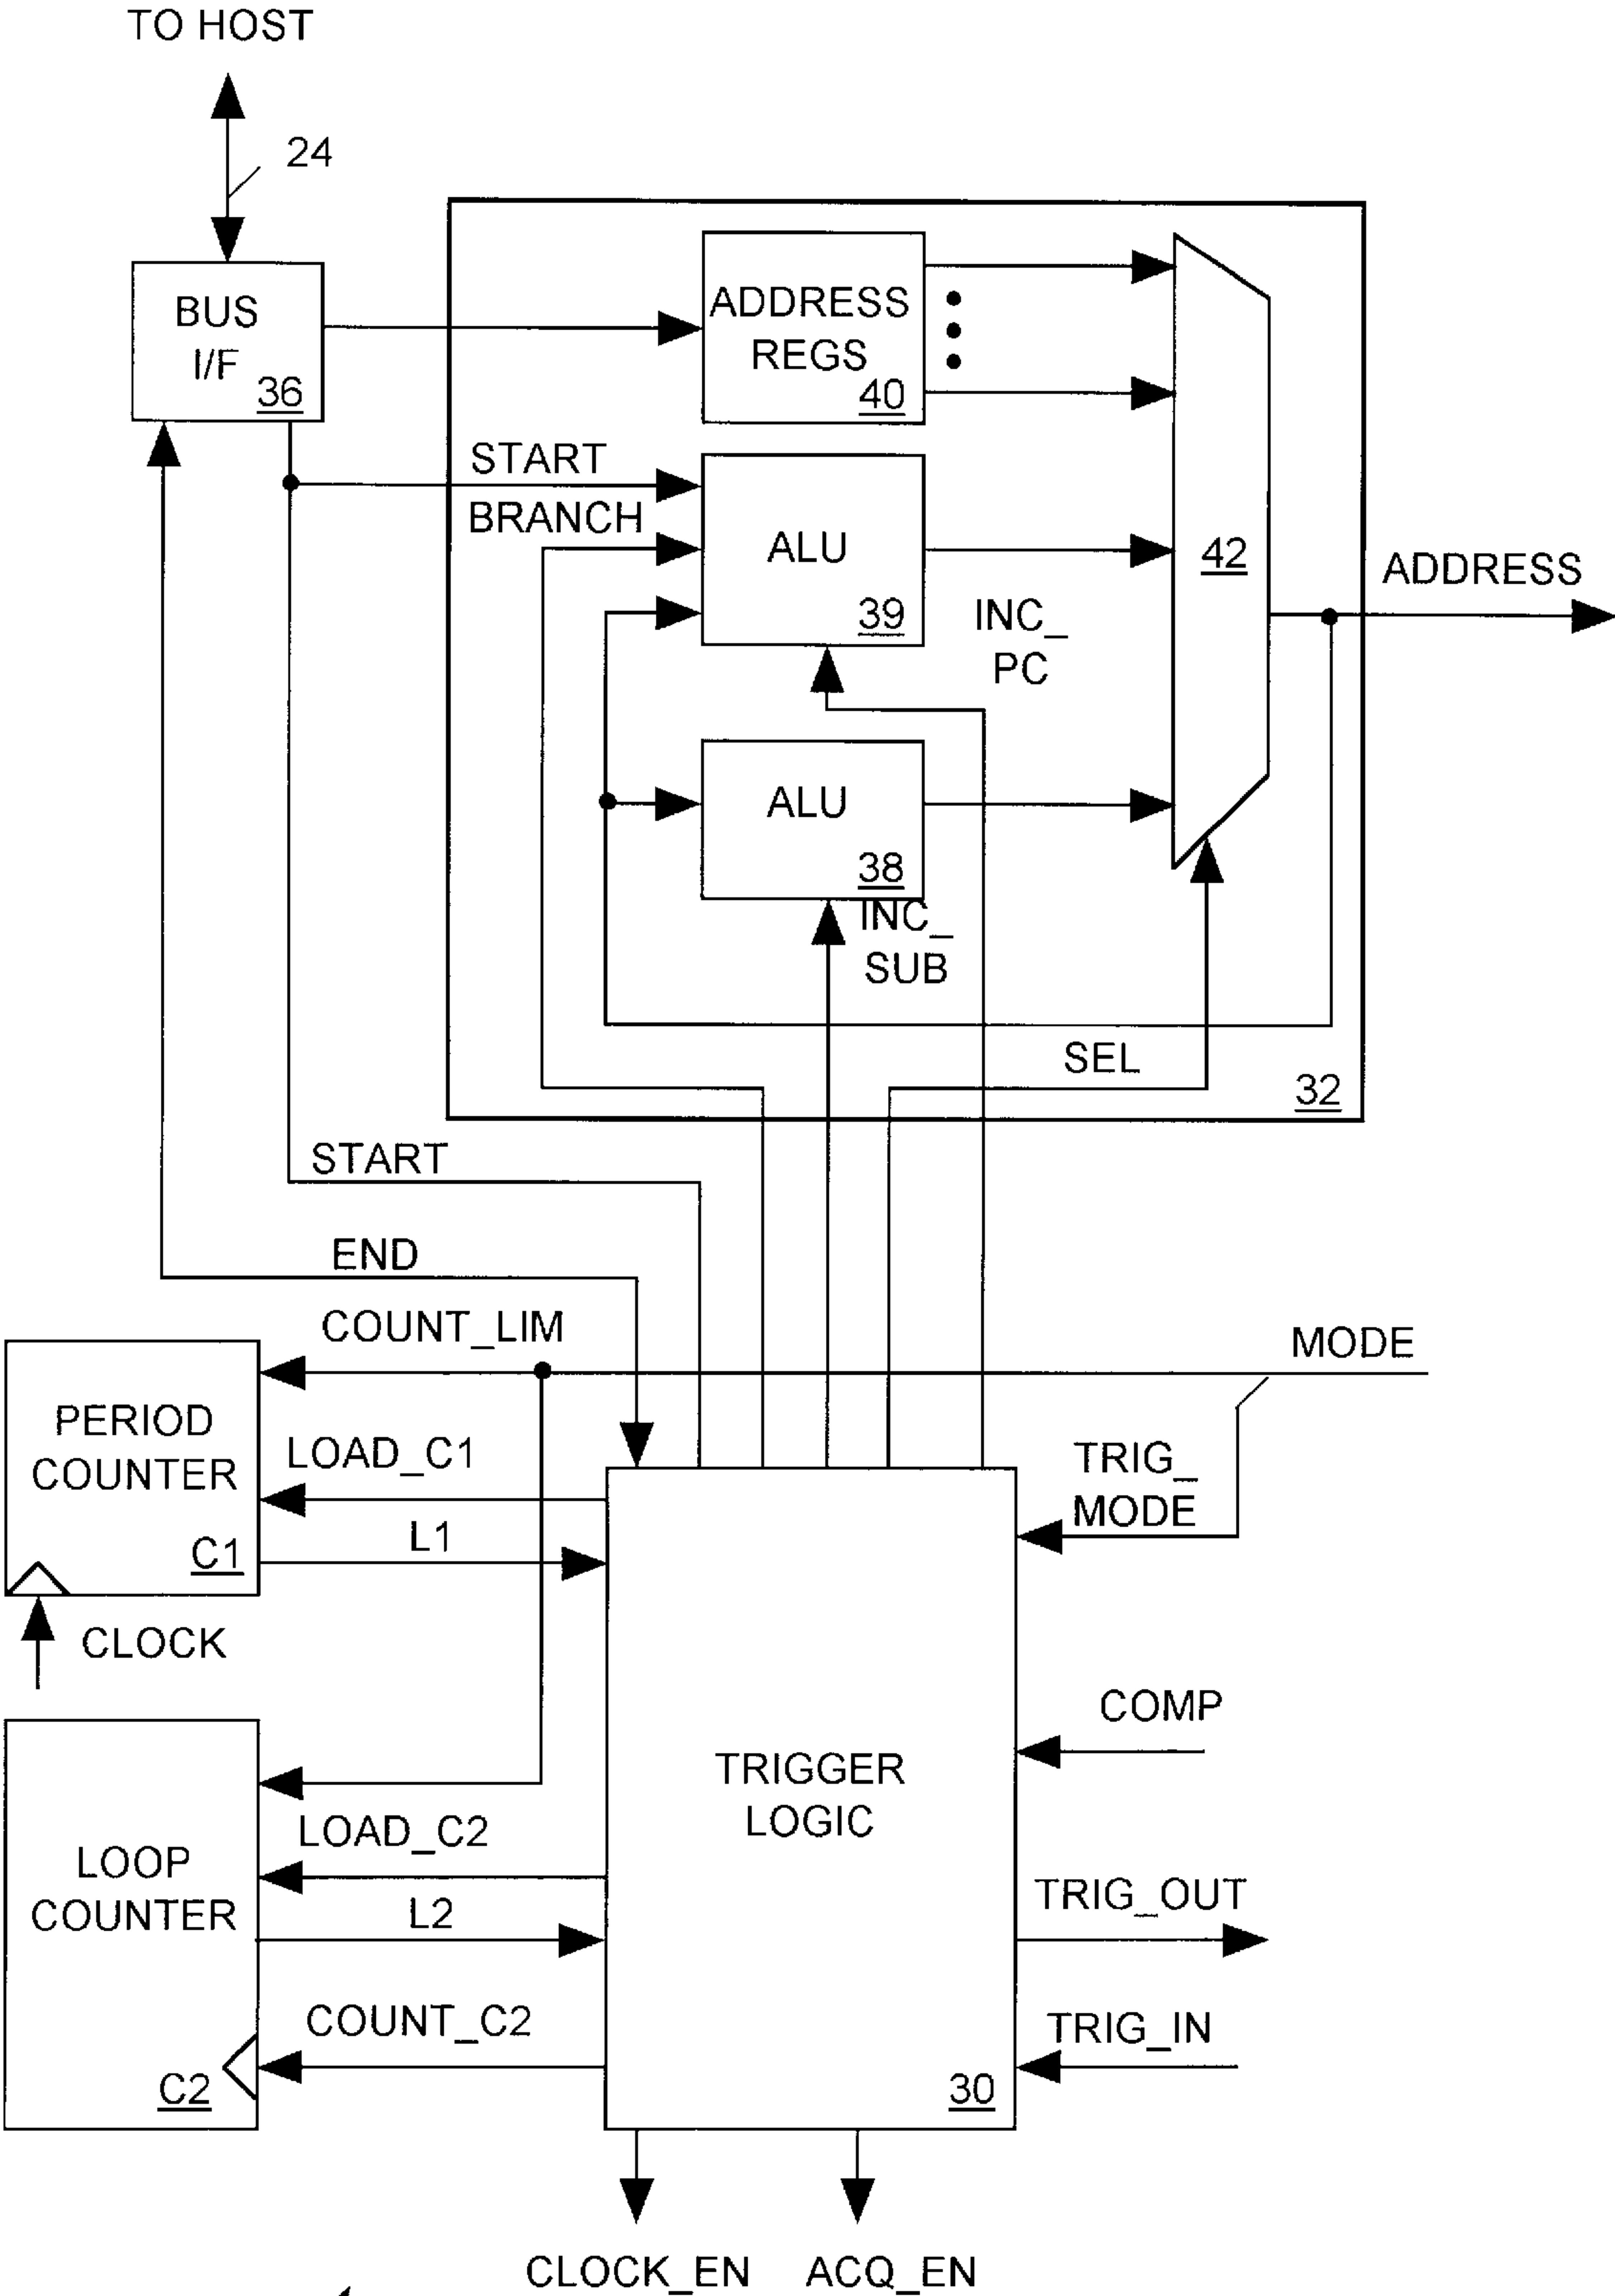 TO HOST
24
BUS
I/F
36
ADDRESS
REGS
40
START
BRANCH
ALU
39
42
ADDRESS
INC_
PC
ALU
38
INC_
SUB
SEL
32
START
END
COUNT_LIM
MODE
PERIOD
COUNTER
C1
LOAD_C1
L1
TRIG_
MODE
CLOCK
COMP
TRIGGER
LOGIC
30
LOOP
COUNTER
C2
LOAD_C2
L2
TRIG_OUT
COUNT_C2
TRIG_IN
CLOCK_EN
ACQ_EN